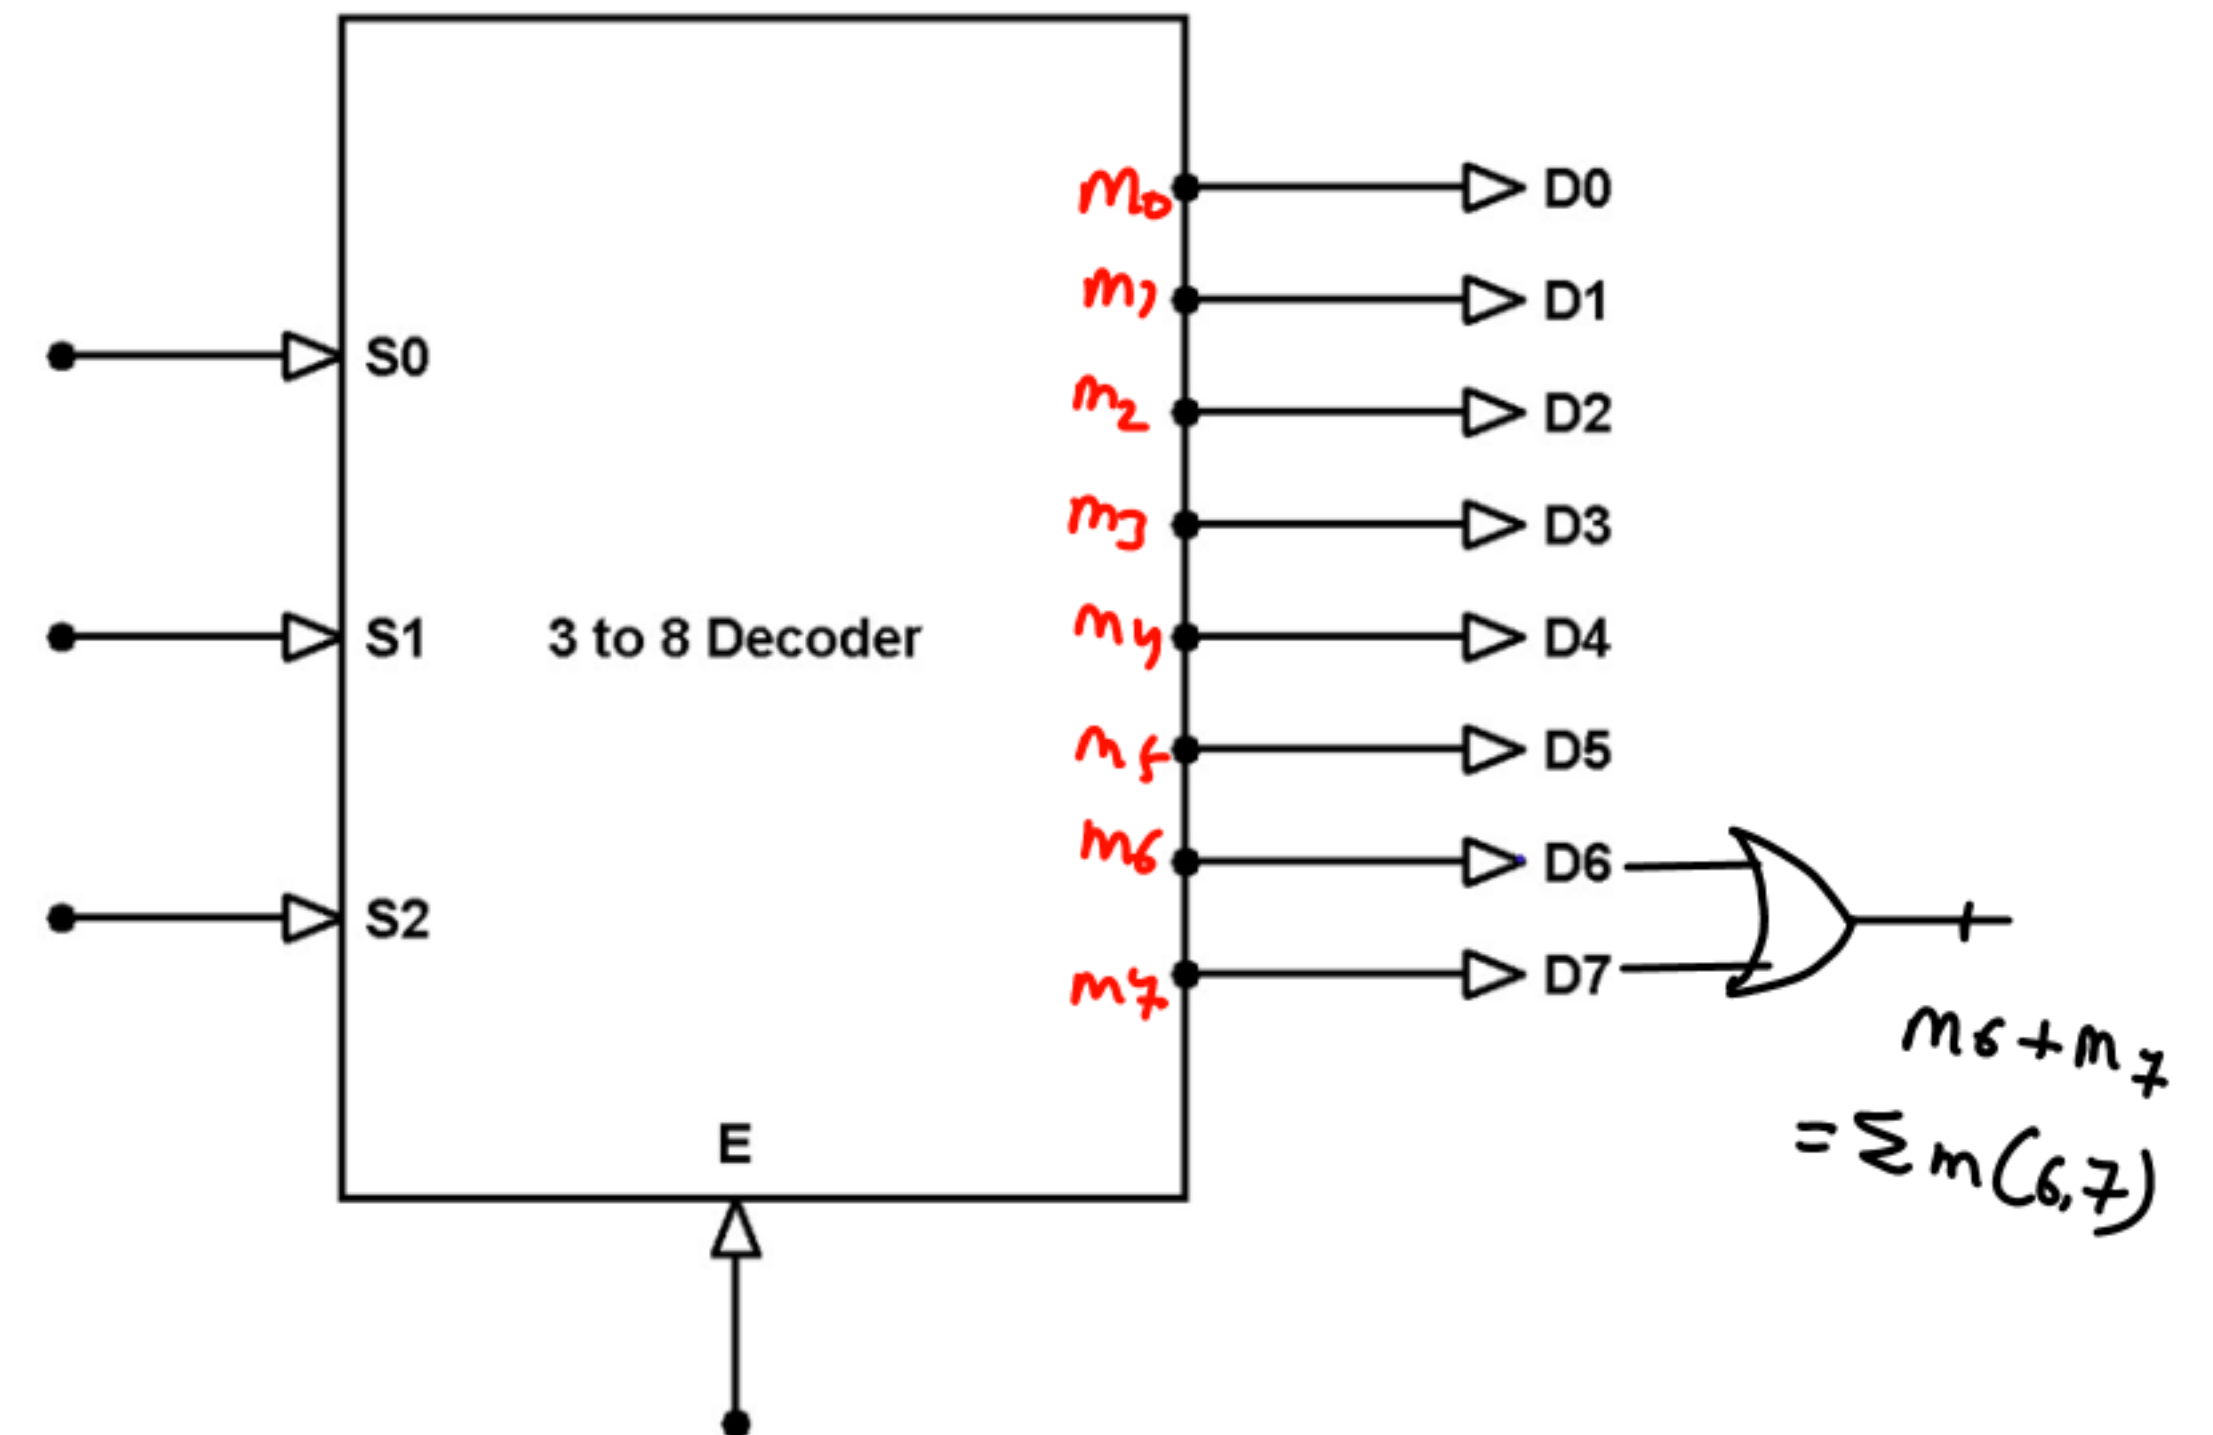 m0 D0
m1 D1
S0
m2 D2
m3 D3
S1 3 to 8 Decoder m4 D4
m5 D5
m6 D6
S2
m7 D7
m6+m7
E
=Σm(6,7)